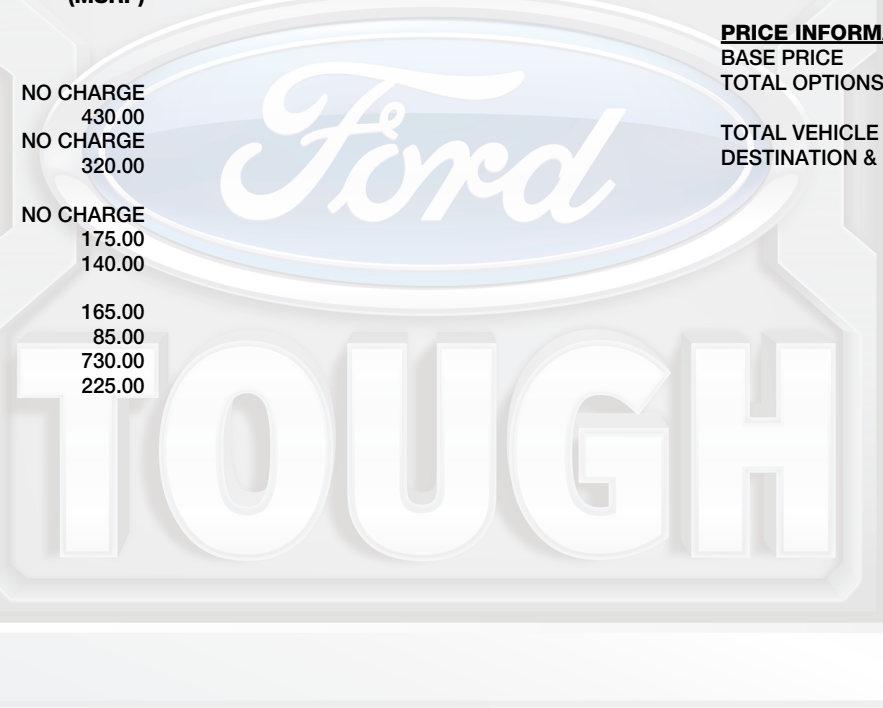 (MSRP)
NO CHARGE
430.00
NO CHARGE
320.00
NO CHARGE
175.00
140.00
165.00
85.00
730.00
225.00
PRICE INFORMA
BASE PRICE
TOTAL OPTIONS
TOTAL VEHICLE
DESTINATION &
Ford
TOUGH